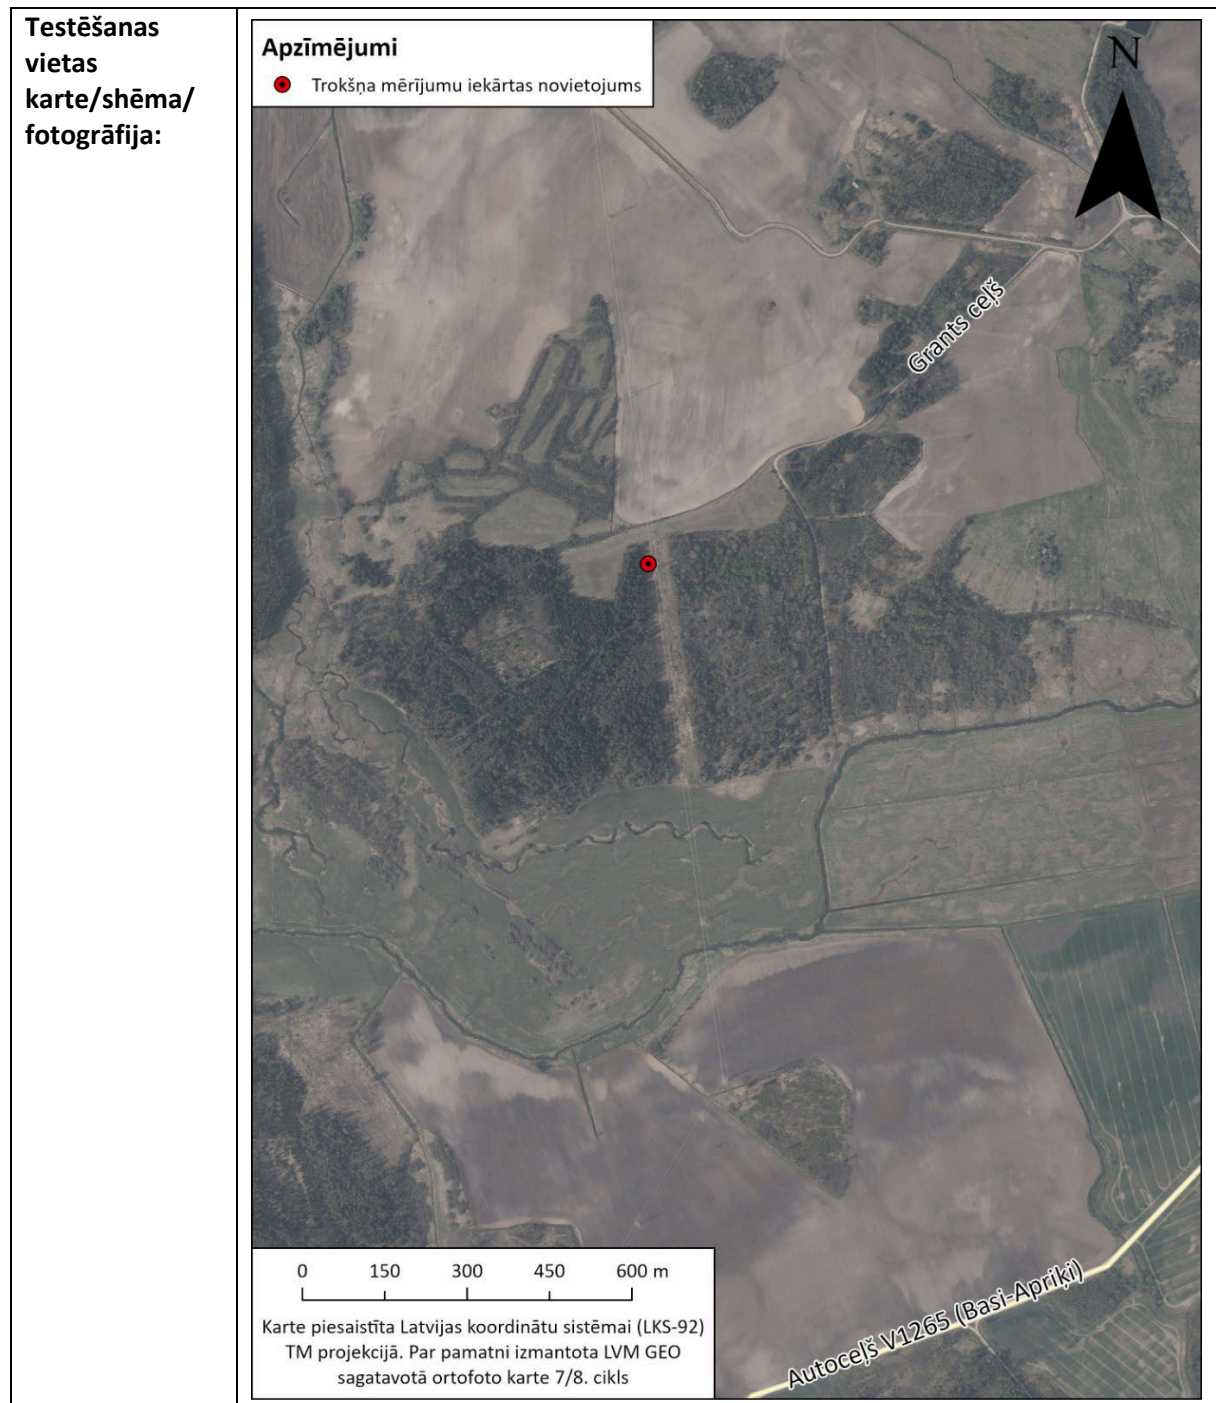 Testēšanas
vietas
karte/shēma/
fotogrāfija:
Apzīmējumi
Trokšņa mērījumu iekārtas novietojums
N
Grants ceļš
0 150 300 450 600 m
Karte piesaistīta Latvijas koordinātu sistēmai (LKS-92)
TM projekcijā. Par pamatni izmantota LVM GEO
sagatavotā ortofoto karte 7/8. cikls
Autoceļš V1265 (Basi-Apriķi)